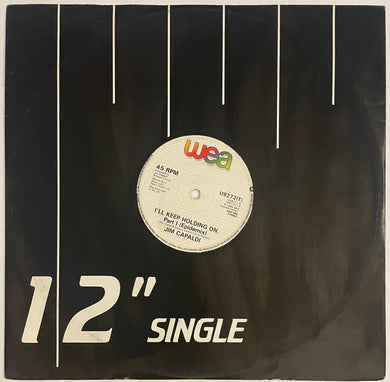 wea
45 RPM
U9272(T)
I'LL KEEP HOLDING ON.
Part I (Epidemix)
JIM CAPALDI
12" SINGLE